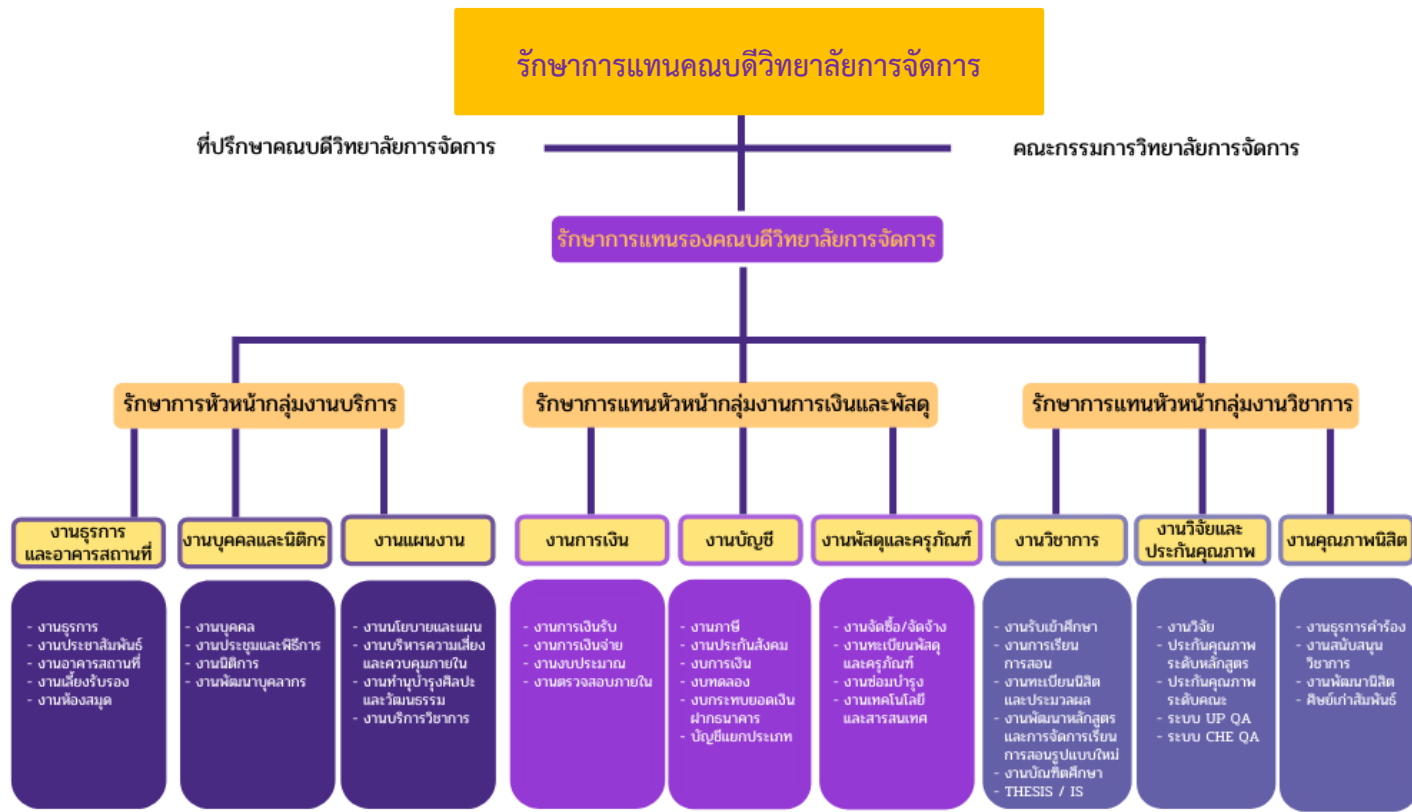 รักษาการแทนคณบดีวิทยาลัยการจัดการ
ที่ปรึกษาคณบดีวิทยาลัยการจัดการ
คณะกรรมการวิทยาลัยการจัดการ
รักษาการแทนรองคณบดีวิทยาลัยการจัดการ
รักษาการหัวหน้ากลุ่มงานบริการ
รักษาการแทนหัวหน้ากลุ่มงานการเงินและพัสดุ
รักษาการแทนหัวหน้ากลุ่มงานวิชาการ
งานธุรการ
และอาคารสถานที่
- งานธุรการ
- งานประชาสัมพันธ์
- งานอาคารสถานที่
- งานเลี้ยงรับรอง
- งานห้องสมุด
งานบุคคลและนิติกร
- งานบุคคล
- งานประชุมและพิธีการ
- งานนิติการ
- งานพัฒนาบุคลากร
งานแผนงาน
- งานนโยบายและแผน
- งานบริหารความเสี่ยง
และควบคุมภายใน
- งานทำนุบำรุงศิลปะ
และวัฒนธรรม
- งานบริการวิชาการ
งานการเงิน
- งานการเงินรับ
- งานการเงินจ่าย
- งานงบประมาณ
- งานตรวจสอบภายใน
งานบัญชี
- งานภาษี
- งานประกันสังคม
- งบการเงิน
- งบทดลอง
- งบกระทบยอดเงิน
ฝากธนาคาร
- บัญชีแยกประเภท
งานพัสดุและครุภัณฑ์
- งานจัดซื้อ/จัดจ้าง
- งานทะเบียนพัสดุ
และครุภัณฑ์
- งานซ่อมบำรุง
- งานเทคโนโลยี
และสารสนเทศ
งานวิชาการ
- งานรับเข้าศึกษา
- งานการเรียน
การสอน
- งานทะเบียนนิสิต
และประมวลผล
- งานพัฒนาหลักสูตร
และการจัดการเรียน
การสอนรูปแบบใหม่
- งานบัณฑิตศึกษา
- THESIS / IS
งานวิจัยและ
ประกันคุณภาพ
- งานวิจัย
- ประกันคุณภาพ
ระดับหลักสูตร
- ประกันคุณภาพ
ระดับคณะ
- ระบบ UP QA
- ระบบ CHE QA
งานคุณภาพนิสิต
- งานธุรการคำร้อง
- งานสนับสนุน
วิชาการ
- งานพัฒนานิสิต
- ศิษย์เก่าสัมพันธ์